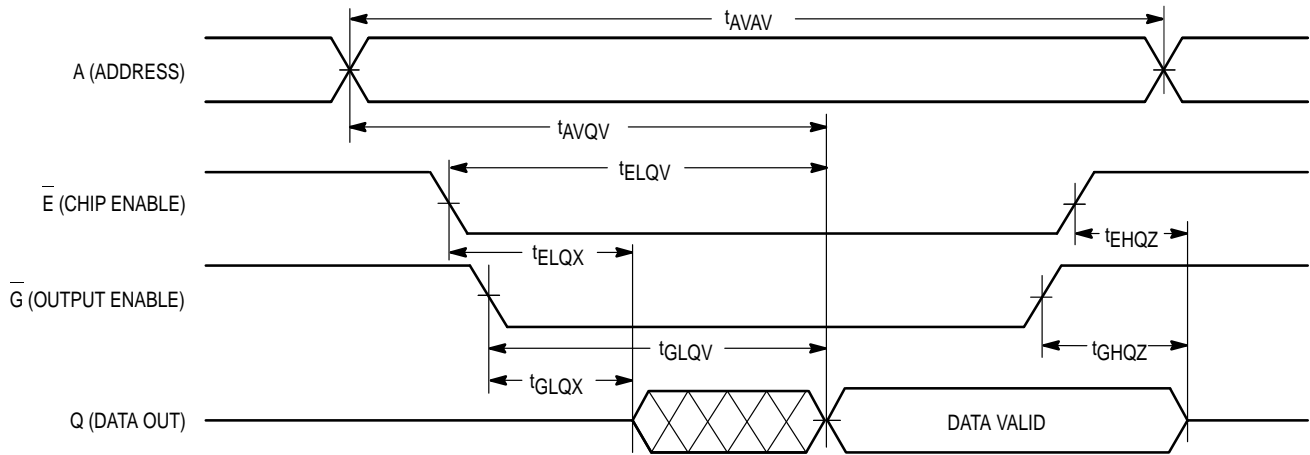 tAVAV
A (ADDRESS)
tAVQV
tELQV
E (CHIP ENABLE)
tEHQZ
tELQX
G (OUTPUT ENABLE)
tGLQV
tGHQZ
tGLQX
Q (DATA OUT)
DATA VALID